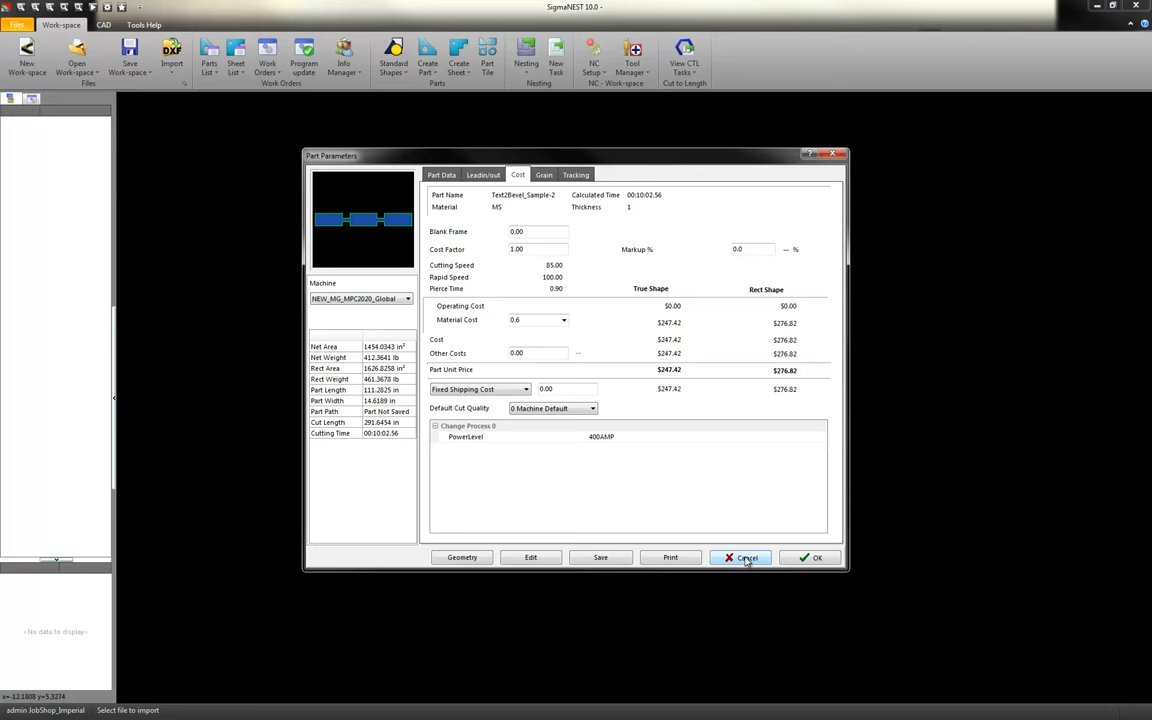 SigmaNEST 10.0 -
Files Work-space CAD Tools Help
New Work-space
Open Work-space
Save Work-space
Import
Parts List
Sheet List
Work Orders
Program update
Info Manager
Standard Shapes
Create Part
Create Sheet
Part Tile
Nesting
New Task
NC Setup
Tool Manager
View CTL Tasks
Files Work Orders Parts Nesting NC - Work-space Cut to Length
Part Parameters
Part Data Leadin/out Cost Grain Tracking
Part Name Text2Bevel_Sample-2 Calculated Time 00:10:02.56
Material MS Thickness 1
Blank Frame 0.00
Cost Factor 1.00 Markup % 0.0 --- %
Cutting Speed 85.00
Rapid Speed 100.00
Pierce Time 0.90 True Shape Rect Shape
Operating Cost $0.00 $0.00
Material Cost 0.6 $247.42 $276.82
Cost $247.42 $276.82
Other Costs 0.00 --- $247.42 $276.82
Part Unit Price $247.42 $276.82
Fixed Shipping Cost 0.00 $247.42 $276.82
Default Cut Quality 0 Machine Default
Change Process 0
PowerLevel 400AMP
Machine
NEW_MG_MPC2020_Global
Net Area 1454.0343 in²
Net Weight 412.3641 lb
Rect Area 1626.8258 in²
Rect Weight 461.3678 lb
Part Length 111.2825 in
Part Width 14.6189 in
Part Path Part Not Saved
Cut Length 291.6454 in
Cutting Time 00:10:02.56
Geometry Edit Save Print Cancel OK
<No data to display>
x=-12.1808 y=5.3274
admin JobShop_Imperial Select file to import